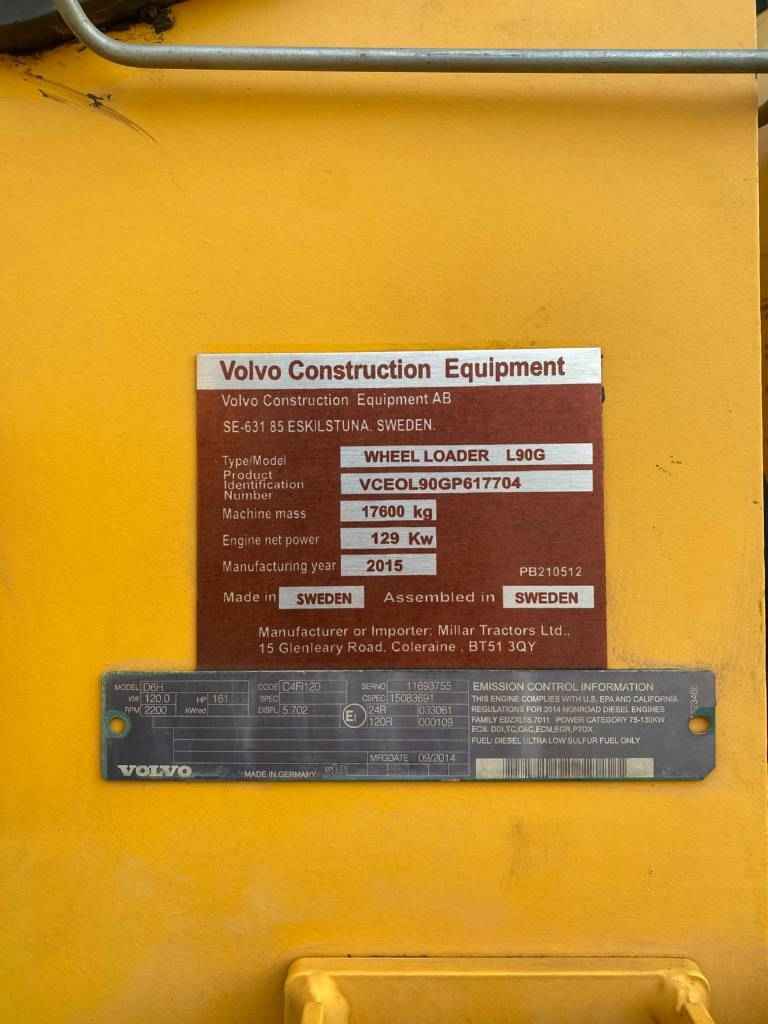 Volvo Construction Equipment
Volvo Construction Equipment AB
SE-631 85 ESKILSTUNA. SWEDEN.
Type/Model WHEEL LOADER L90G
Product Identification Number VCEOL90GP617704
Machine mass 17600 kg
Engine net power 129 Kw
Manufacturing year 2015
PB210512
Made in SWEDEN Assembled in SWEDEN
Manufacturer or Importer: Millar Tractors Ltd.,
15 Glenleary Road, Coleraine , BT51 3QY
MODEL D6H CODE C4FI120 SERNO 11693755
kW 120.0 HP 161 SPEC CSPEC 15083691
RPM 2200 kWred DISPL 5.702 24R 033061
E1 120R 000109
MFGDATE 09/2014
VOLVO MADE IN GERMANY
EMISSION CONTROL INFORMATION
THIS ENGINE COMPLIES WITH U.S. EPA AND CALIFORNIA
REGULATIONS FOR 2014 NONROAD DIESEL ENGINES
POWER CATEGORY 75-130KW
FUEL: DIESEL ULTRA LOW SULFUR FUEL ONLY